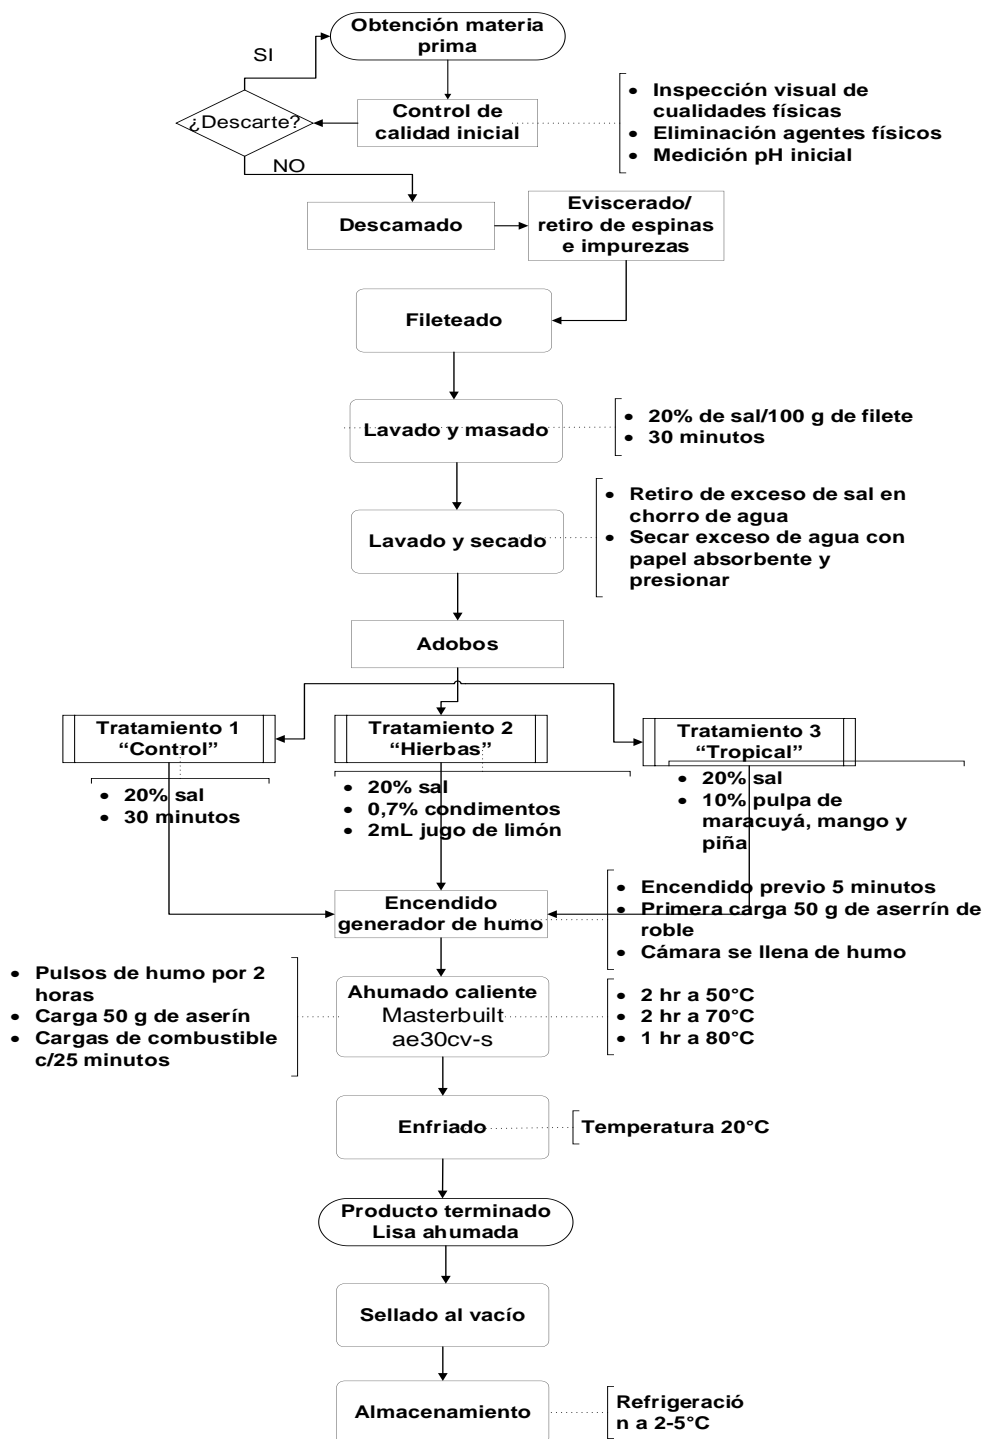 Obtención materia
prima
SI
¿Descarte?
Control de
calidad inicial
• Inspección visual de
cualidades físicas
• Eliminación agentes físicos
• Medición pH inicial
NO
Descamado
Eviscerado/
retiro de espinas
e impurezas
Fileteado
Lavado y masado
• 20% de sal/100 g de filete
• 30 minutos
Lavado y secado
• Retiro de exceso de sal en
chorro de agua
• Secar exceso de agua con
papel absorbente y
presionar
Adobos
Tratamiento 1
“Control”
• 20% sal
• 30 minutos
Tratamiento 2
“Hierbas”
• 20% sal
• 0,7% condimentos
• 2mL jugo de limón
Tratamiento 3
“Tropical”
• 20% sal
• 10% pulpa de
maracuyá, mango y
piña
Encendido
generador de humo
• Encendido previo 5 minutos
• Primera carga 50 g de aserrín de
roble
• Cámara se llena de humo
• Pulsos de humo por 2
horas
• Carga 50 g de aserín
• Cargas de combustible
c/25 minutos
Ahumado caliente
Masterbuilt
ae30cv-s
• 2 hr a 50°C
• 2 hr a 70°C
• 1 hr a 80°C
Enfriado
Temperatura 20°C
Producto terminado
Lisa ahumada
Sellado al vacío
Almacenamiento
Refrigeració
n a 2-5°C